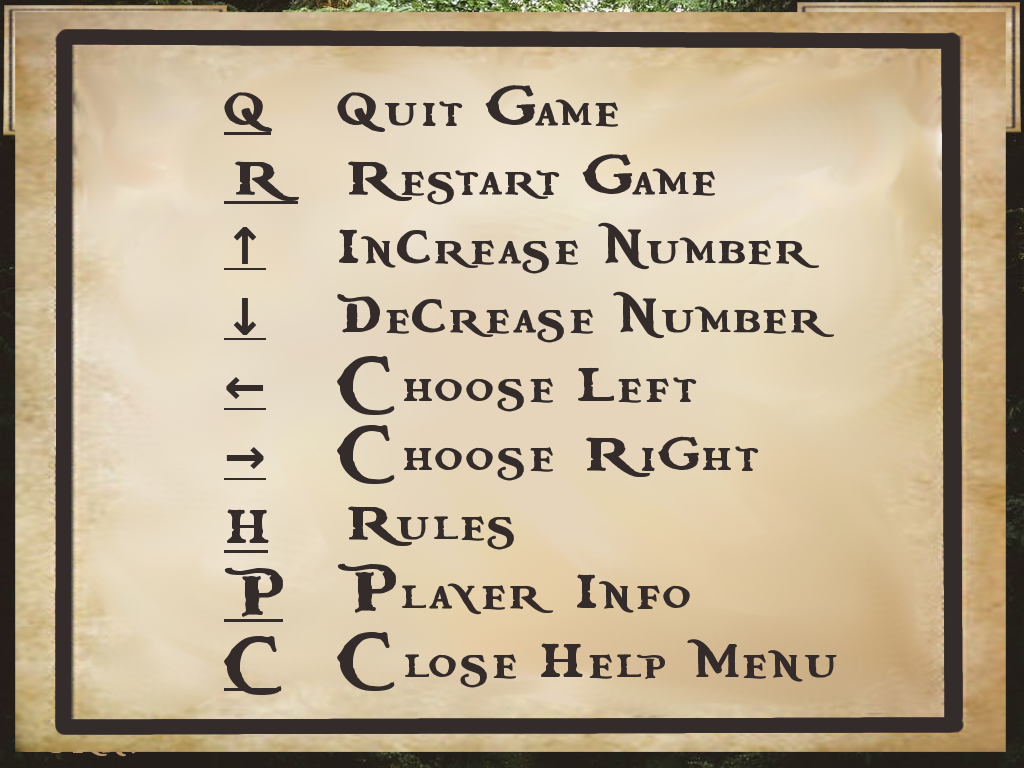 Q Quit Game
R Restart Game
↑ Increase Number
↓ Decrease Number
← Choose Left
→ Choose Right
H Rules
P Player Info
C Close Help Menu